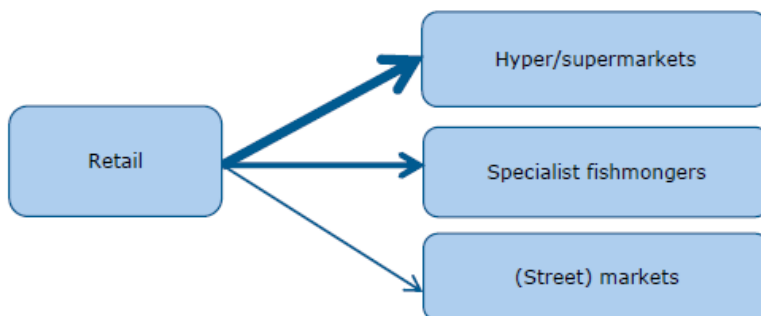 Hyper/supermarkets
Retail
Specialist fishmongers
(Street) markets